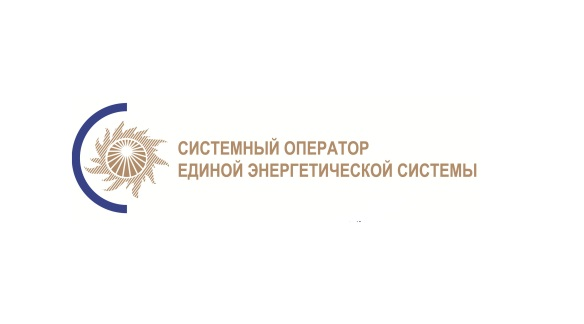 СИСТЕМНЫЙ ОПЕРАТОР
ЕДИНОЙ ЭНЕРГЕТИЧЕСКОЙ СИСТЕМЫ